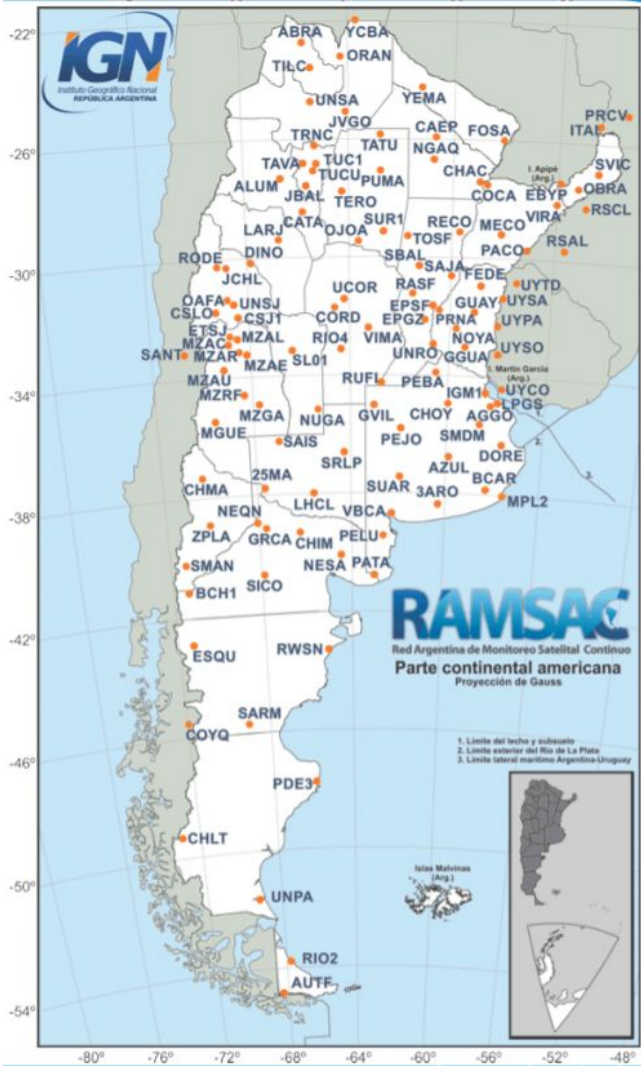 IGN
Instituto Geográfico Nacional
REPÚBLICA ARGENTINA
-22°
-26°
-30°
-34°
-38°
-42°
-46°
-50°
-54°
ABRA
YCBA
TILC
ORAN
UNSA
JVGO
YEMA
PRCV
ITAI
TRNC
TATU
CAEP
NGAQ
FOSA
TAVA
TUC1
TUCU
ALUM
JBAL
TERO
PUMA
CHAC
COCA
I. Apipé
(Arg.)
EBYP
SVIC
OBRA
VIRA
RSCL
CATA
LARJ
OJOA
SUR1
TOSF
RECO
MECO
PACO
RSAL
DINO
RODE
JCHL
SBAL
SAJA
FEDE
RASF
UYTD
OAFA
UNSJ
UCOR
CSLO
CSJ1
CORD
EPSF
EPGZ
PRNA
GUAY
UYSA
ETSJ
MZAC
MZAL
RIO4
VIMA
NOYA
UYPA
SANT
MZAR
MZAE
SL01
UNRO
GGUA
UYSO
MZAU
RUFI
PEBA
I. Martín García
(Arg.)
MZRF
IGM1
UYCO
LPGS
MZGA
NUGA
GVIL
CHOY
AGGO
MGUE
SAIS
PEJO
SMDM
SRLP
AZUL
DORE
CHMA
25MA
LHCL
SUAR
3ARO
BCAR
MPL2
VBCA
NEQN
ZPLA
GRCA
CHIM
PELU
SMAN
SICO
NESA
PATA
BCH1
ESQU
RWSN
SARM
COYQ
PDE3
CHLT
UNPA
RIO2
AUTF
1.
2.
3.
RAMSAC
Red Argentina de Monitoreo Satelital Continuo
Parte continental americana
Proyección de Gauss
1. Límite del lecho y subsuelo
2. Límite exterior del Río de La Plata
3. Límite lateral marítimo Argentina-Uruguay
Islas Malvinas
(Arg.)
-80°
-76°
-72°
-68°
-64°
-60°
-56°
-52°
-48°